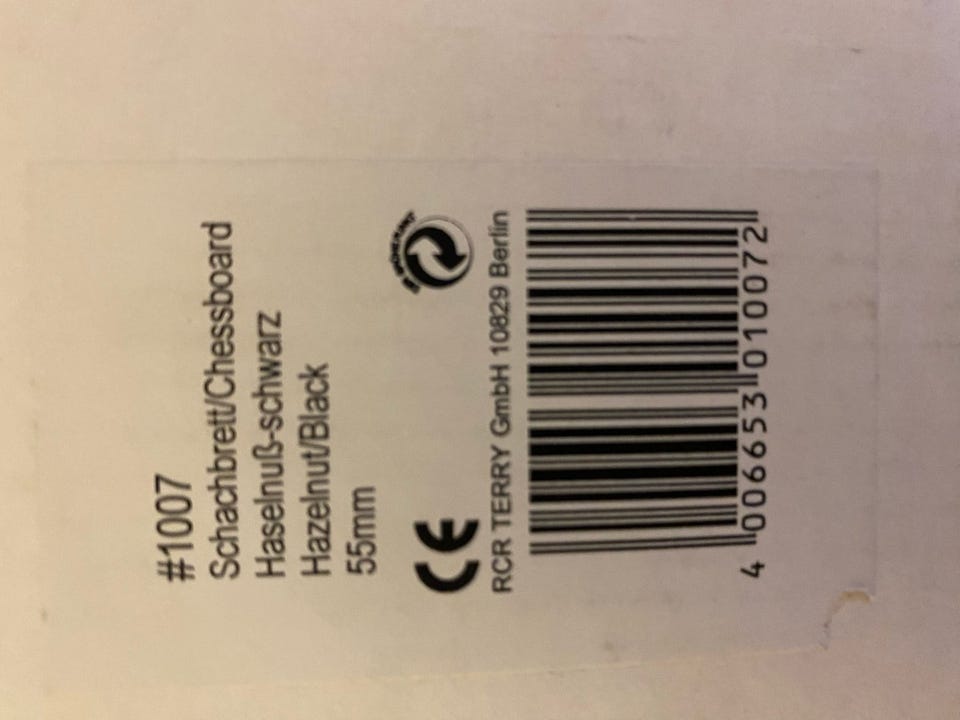 #1007
Schachbrett/Chessboard
Haselnuß-schwarz
Hazelnut/Black
55mm
CE
RCR TERRY GmbH 10829 Berlin
4 006653 010072